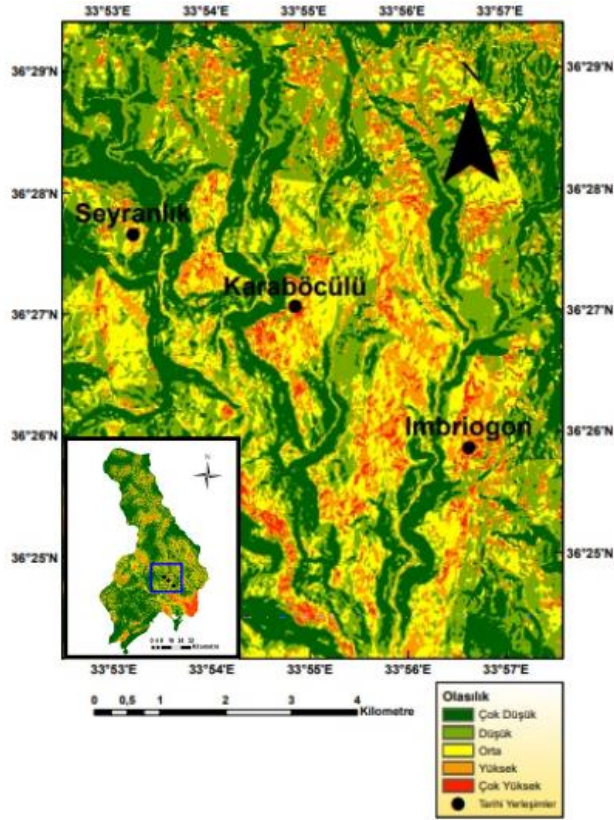 33°53'E 33°54'E 33°55'E 33°56'E 33°57'E
36°29'N 36°29'N
N
36°28'N 36°28'N
Seyranlık
Karaböcülü
36°27'N 36°27'N
Imbriogon
36°26'N 36°26'N
N
36°25'N 36°25'N
Kilometre
33°53'E 33°54'E 33°55'E 33°56'E 33°57'E
0 0,5 1 2 3 4
Kilometre
Olasılık
Çok Düşük
Düşük
Orta
Yüksek
Çok Yüksek
Tarihi Yerleşimler